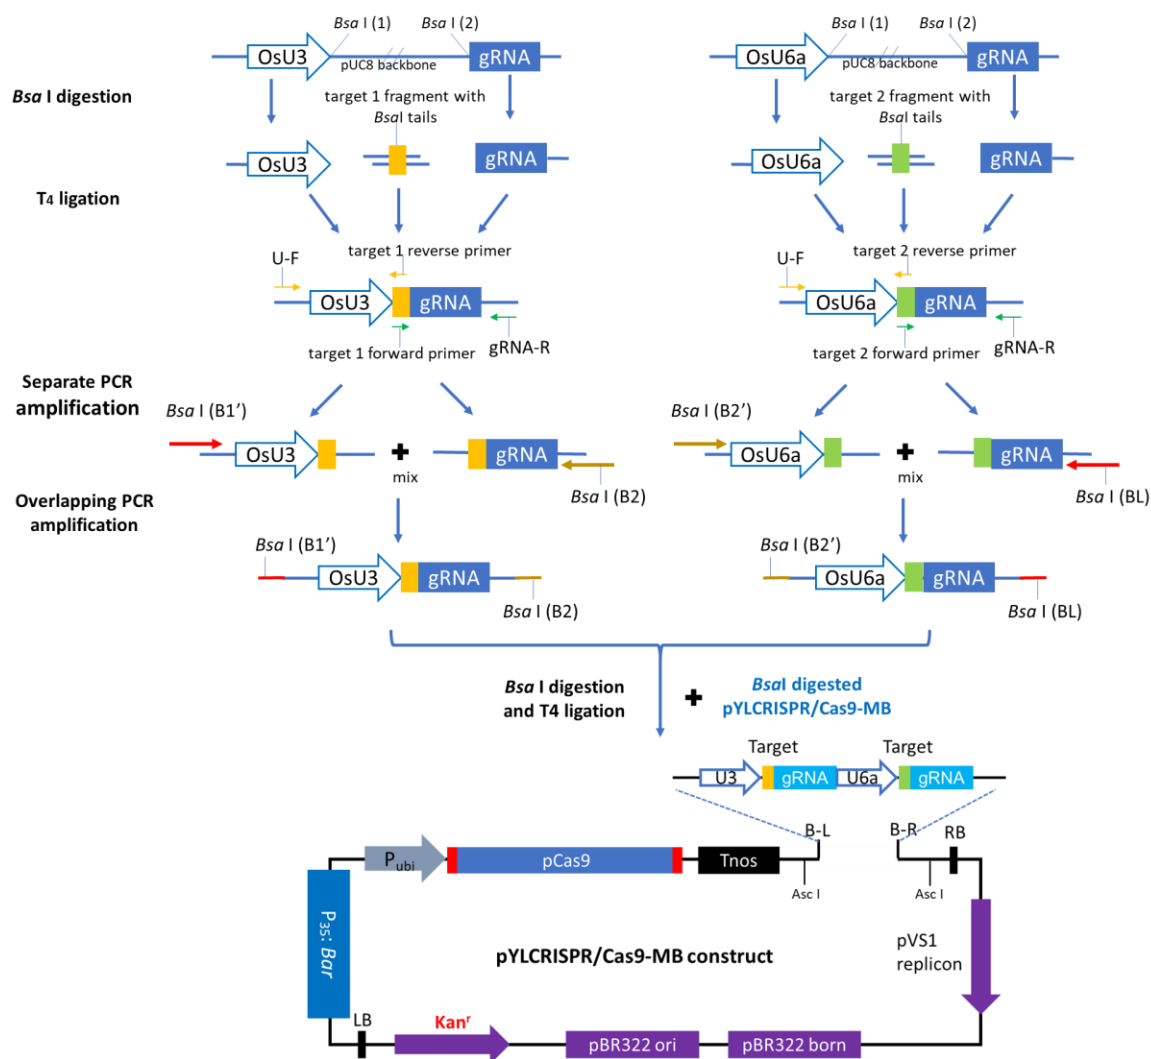 Bsa I (1)
Bsa I (2)
Bsa I (1)
Bsa I (2)
OsU3
pUC8 backbone
gRNA
OsU6a
pUC8 backbone
gRNA
Bsa I digestion
target 1 fragment with
BsaI tails
target 2 fragment with
BsaI tails
OsU3
gRNA
OsU6a
gRNA
T4 ligation
target 1 reverse primer
target 2 reverse primer
U-F
U-F
OsU3
gRNA
OsU6a
gRNA
target 1 forward primer
gRNA-R
target 2 forward primer
gRNA-R
Separate PCR
amplification
Bsa I (B1')
Bsa I (B2')
OsU3
+
mix
gRNA
OsU6a
+
mix
gRNA
Bsa I (B2)
Bsa I (BL)
Overlapping PCR
amplification
Bsa I (B1')
Bsa I (B2')
OsU3
gRNA
OsU6a
gRNA
Bsa I (B2)
Bsa I (BL)
Bsa I digestion
and T4 ligation
+
BsaI digested
pYLCRISPR/Cas9-MB
Target
Target
U3
gRNA
U6a
gRNA
B-L
B-R
RB
Pubi
pCas9
Tnos
Asc I
Asc I
P35: Bar
pVS1
replicon
pYLCRISPR/Cas9-MB construct
LB
Kanr
pBR322 ori
pBR322 born